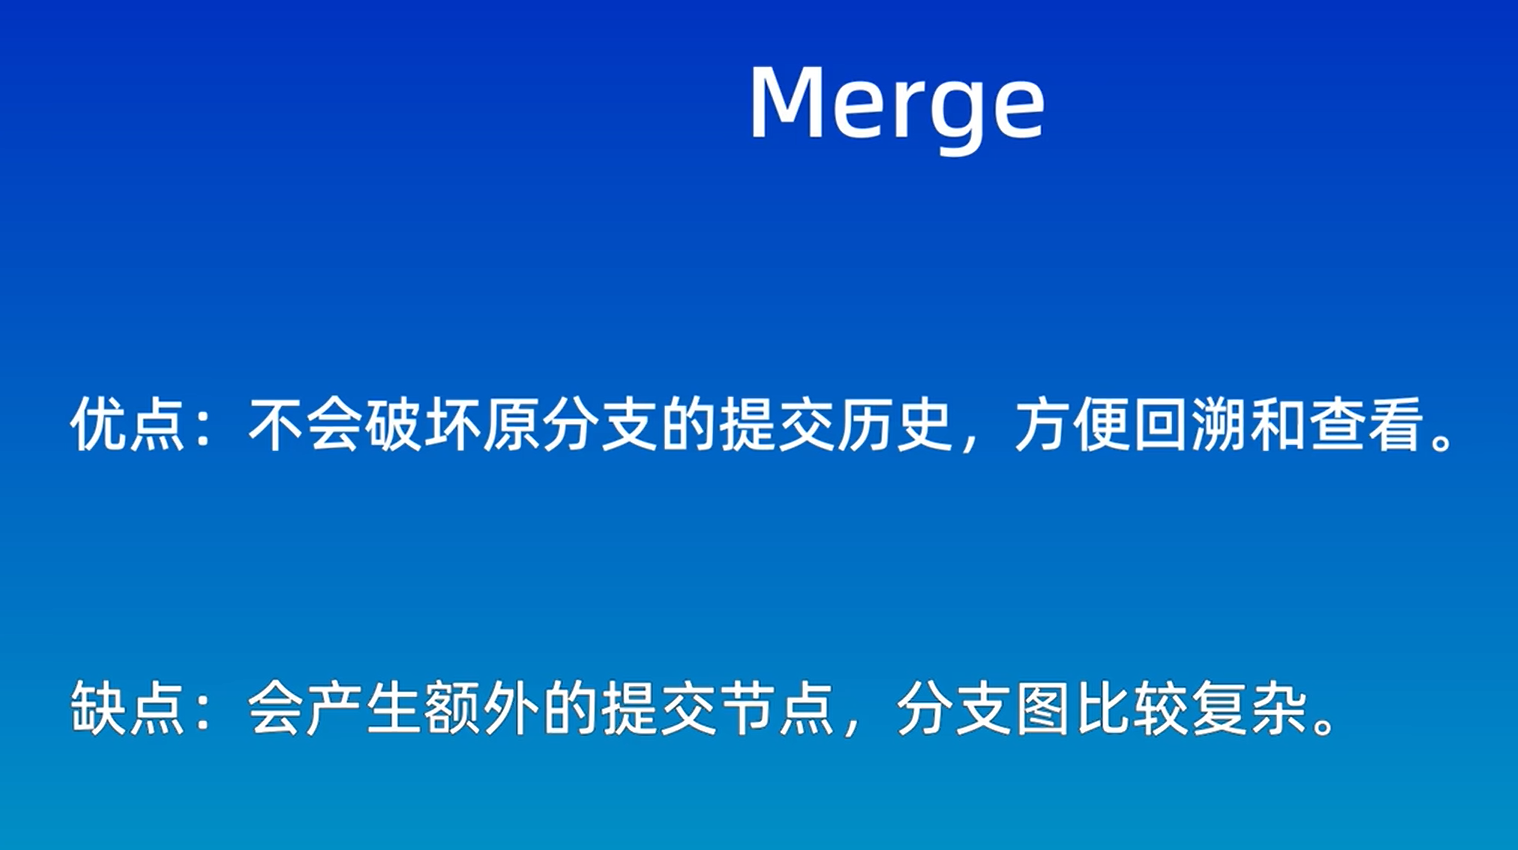 Merge
优点：不会破坏原分支的提交历史，方便回溯和查看。
缺点：会产生额外的提交节点，分支图比较复杂。